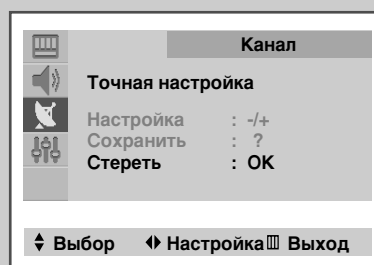 Канал
Точная настройка
Настройка : -/+
Сохранить : ?
Стереть : OK
Выбор Настройка Выход